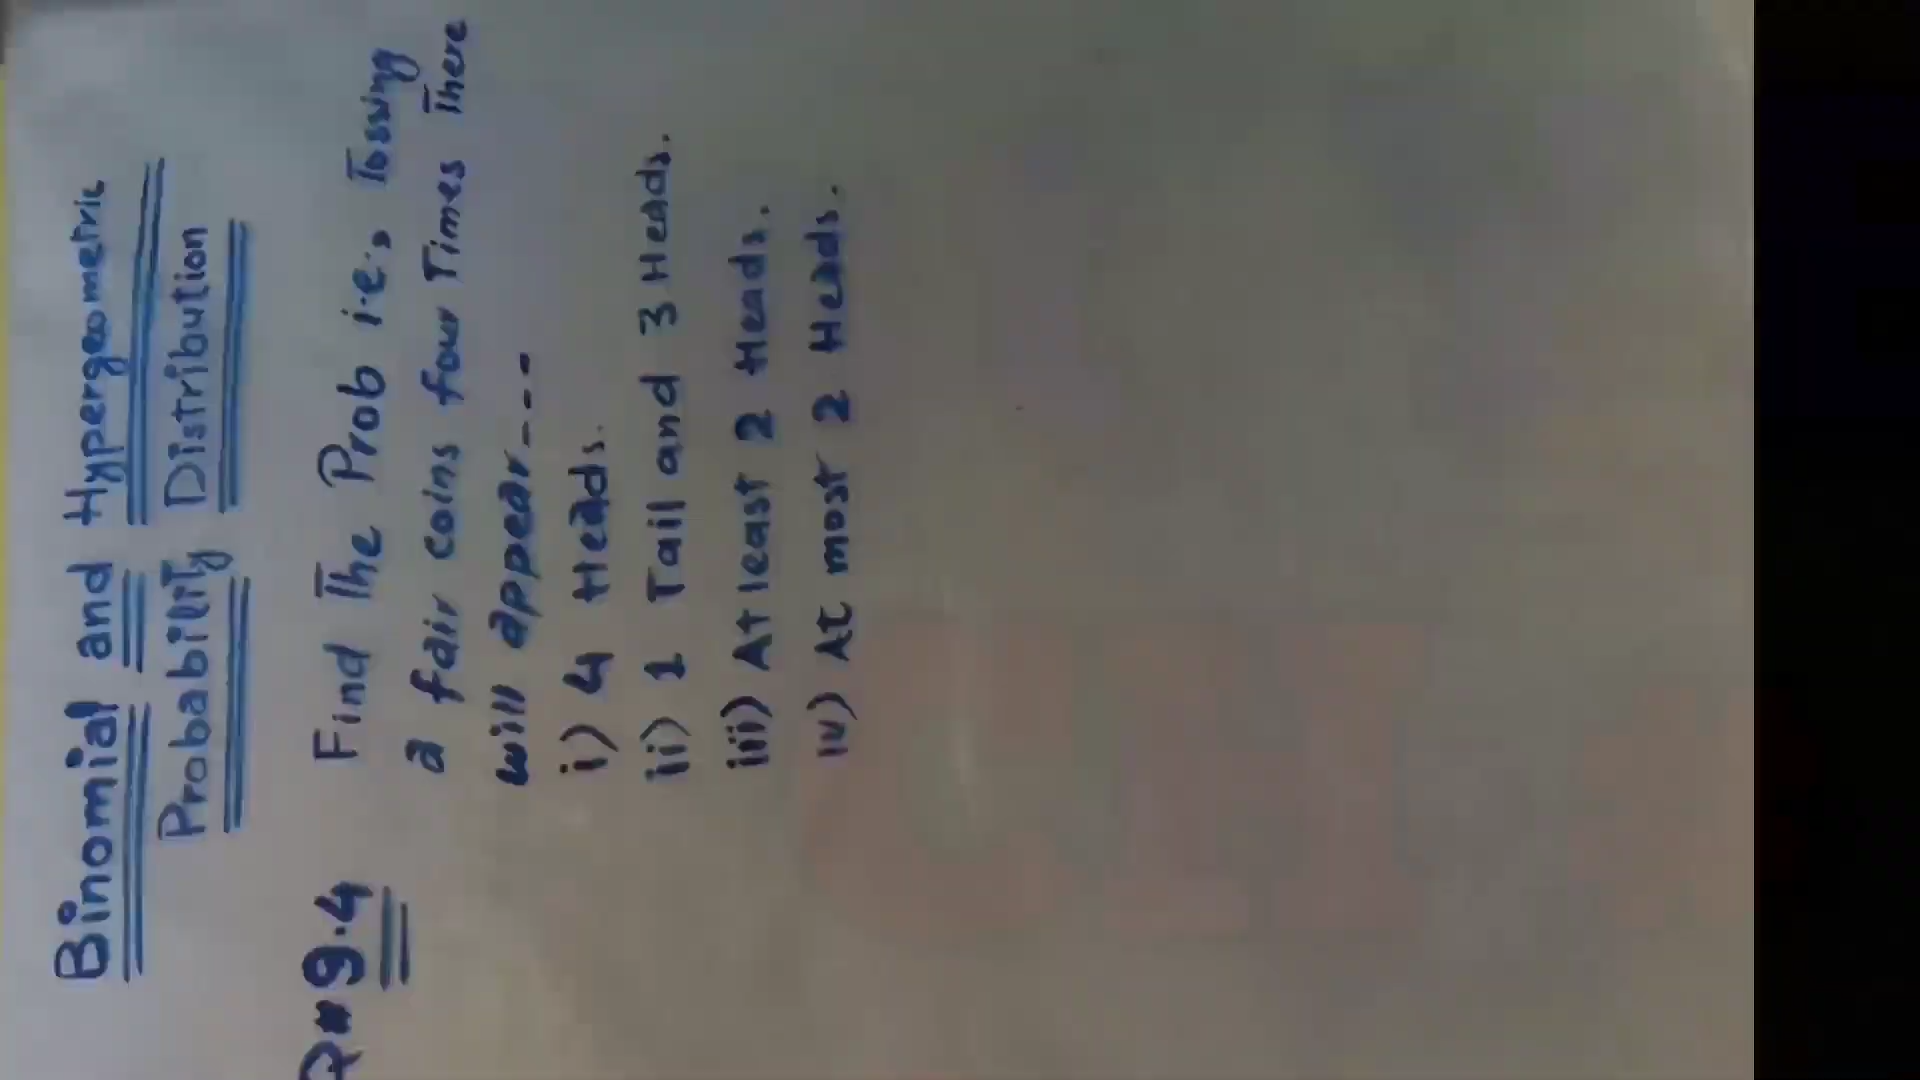 Binomial and Hypergeometric
Probability Distribution
Q#9.4 Find The Prob i.e., Tossing
a fair coins four Times There
will appear----
i) 4 Heads.
ii) 1 Tail and 3 Heads.
iii) At least 2 Heads.
iv) At most 2 Heads.